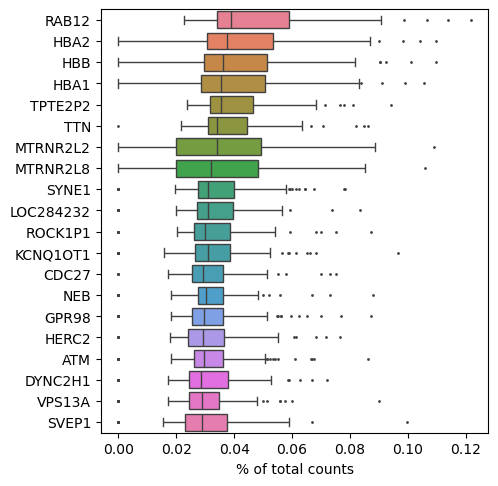 RAB12
HBA2
HBB
HBA1
TPTE2P2
TTN
MTRNR2L2
MTRNR2L8
SYNE1
LOC284232
ROCK1P1
KCNQ1OT1
CDC27
NEB
GPR98
HERC2
ATM
DYNC2H1
VPS13A
SVEP1
0.00 0.02 0.04 0.06 0.08 0.10 0.12
% of total counts